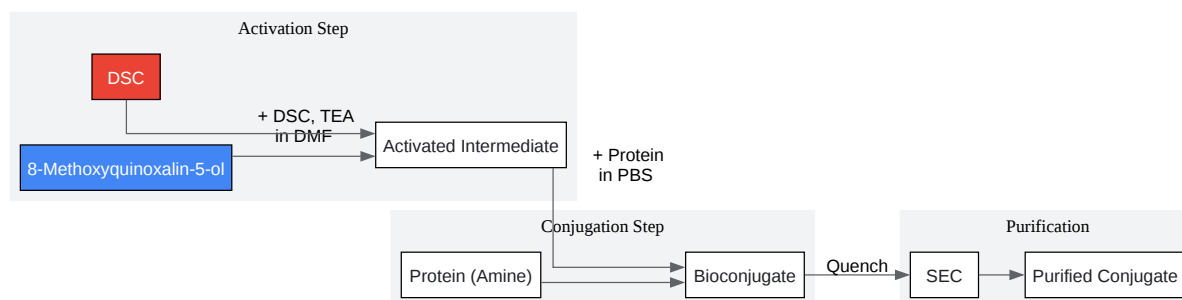 Activation Step
DSC
+ DSC, TEA
in DMF
8-Methoxyquinoxalin-5-ol
Activated Intermediate
+ Protein
in PBS
Conjugation Step
Protein (Amine)
Bioconjugate
Quench
Purification
SEC
Purified Conjugate